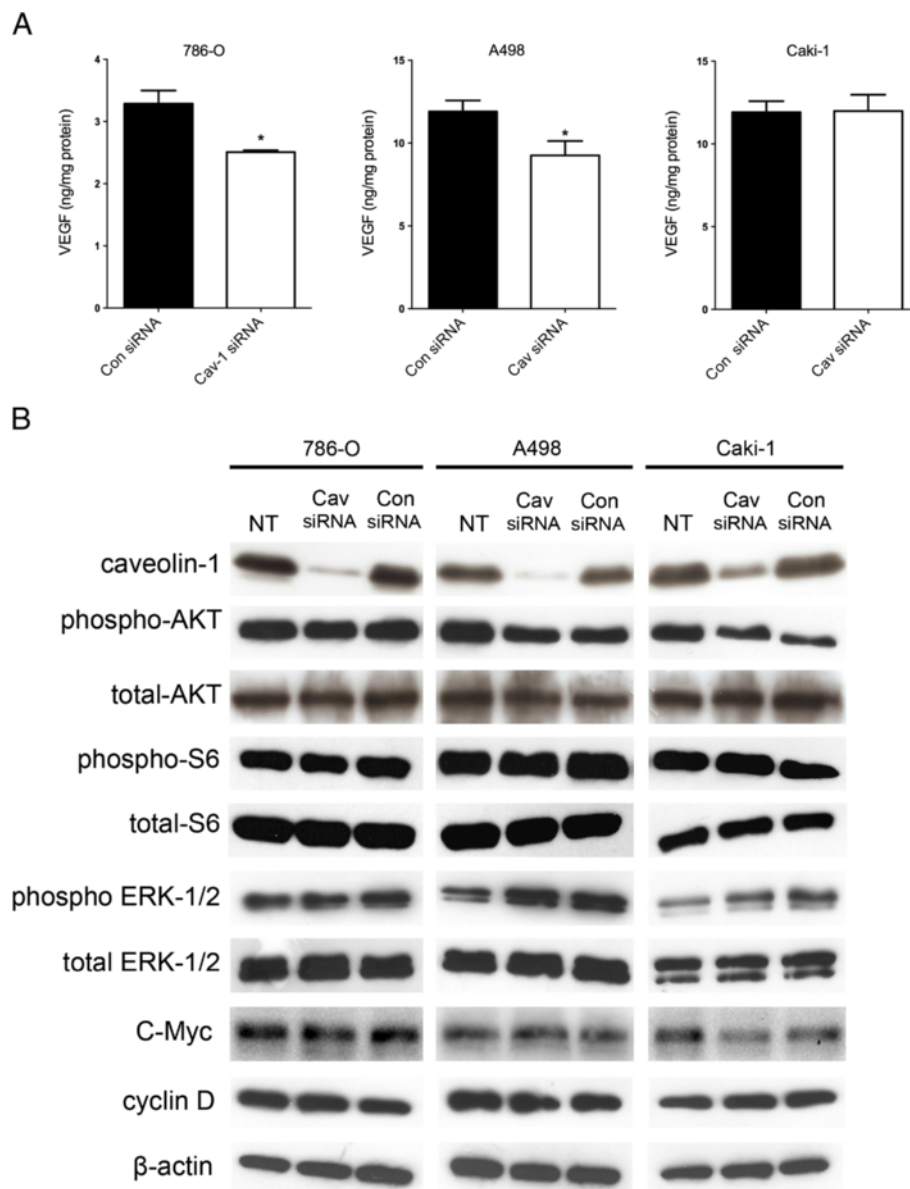 A
786-O
A498
Caki-1
VEGF (ng/mg protein)
4
3
2
1
0
*
Con siRNA
Cav-1 siRNA
VEGF (ng/mg protein)
15
10
5
0
*
Con siRNA
Cav siRNA
VEGF (ng/mg protein)
15
10
5
0
Con siRNA
Cav siRNA
B
786-O A498 Caki-1
NT Cav siRNA Con siRNA NT Cav siRNA Con siRNA NT Cav siRNA Con siRNA
caveolin-1
phospho-AKT
total-AKT
phospho-S6
total-S6
phospho ERK-1/2
total ERK-1/2
C-Myc
cyclin D
β-actin